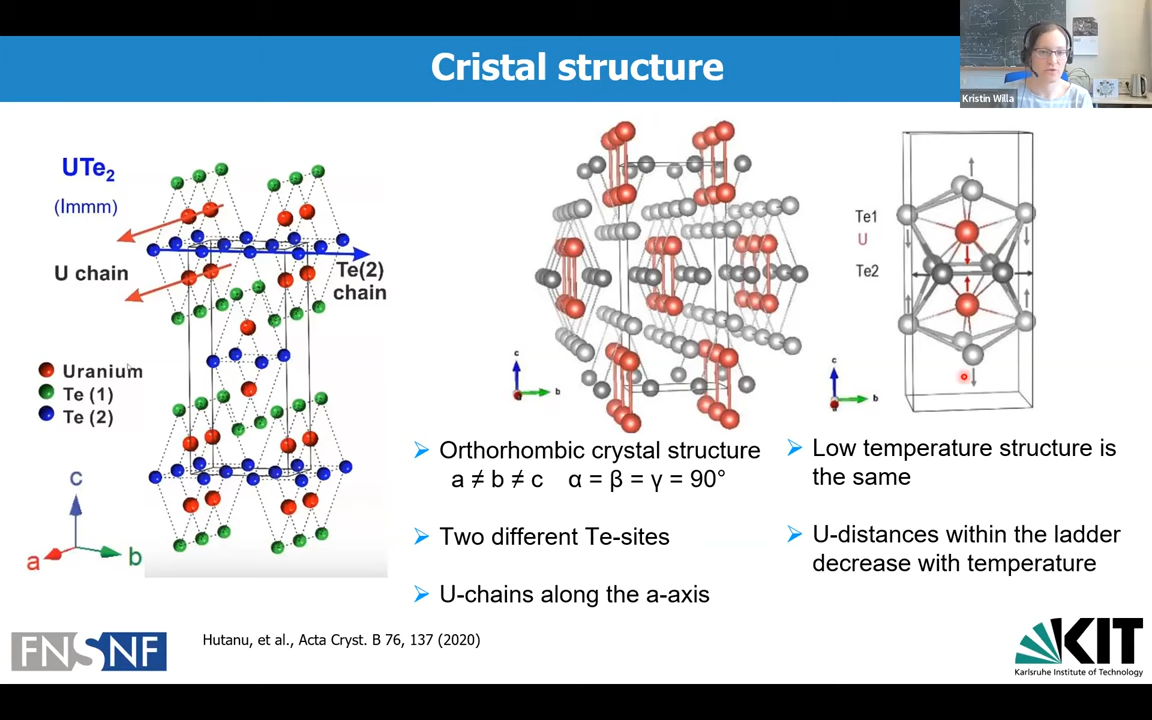 Cristal structure
Kristin Willa
UTe2
(Immm)
U chain
Te(2)
chain
Uranium
Te (1)
Te (2)
c
a
b
c
b
Te1
U
Te2
c
b
➢ Orthorhombic crystal structure
a ≠ b ≠ c α = β = γ = 90°
➢ Two different Te-sites
➢ U-chains along the a-axis
➢ Low temperature structure is
the same
➢ U-distances within the ladder
decrease with temperature
Hutanu, et al., Acta Cryst. B 76, 137 (2020)
FNSNF
KIT
Karlsruhe Institute of Technology